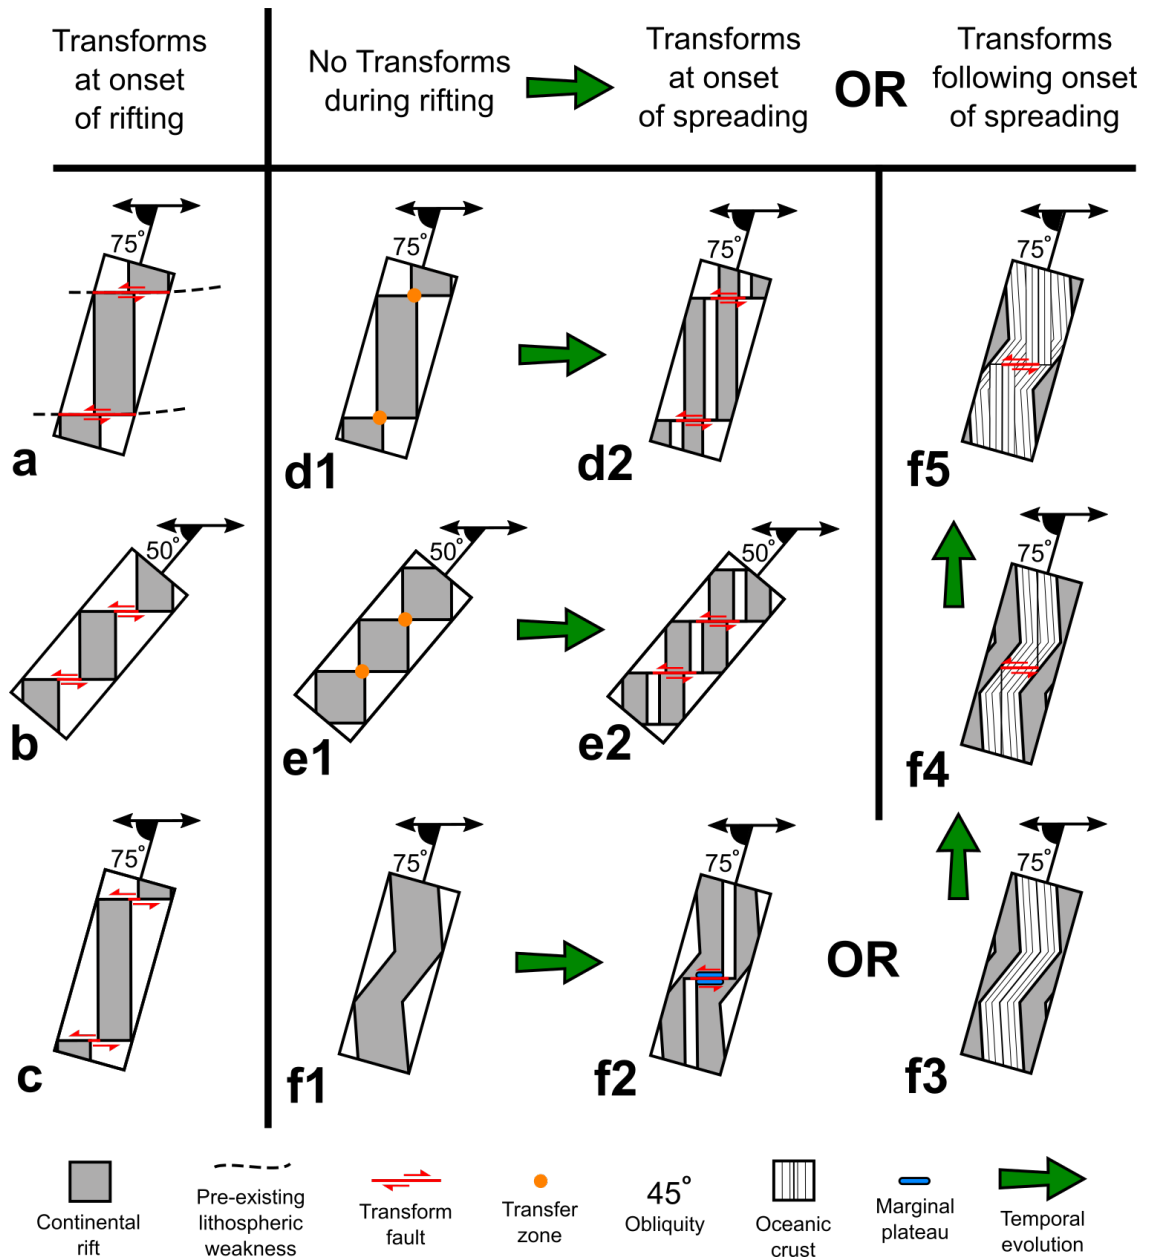 Transforms
at onset
of rifting
No Transforms
during rifting
Transforms
at onset
of spreading
OR
Transforms
following onset
of spreading
75°
a
75°
d1
75°
d2
75°
f5
50°
b
50°
e1
50°
e2
75°
f4
75°
c
75°
f1
75°
f2
OR
75°
f3
Continental
rift
Pre-existing
lithospheric
weakness
Transform
fault
Transfer
zone
45°
Obliquity
Oceanic
crust
Marginal
plateau
Temporal
evolution